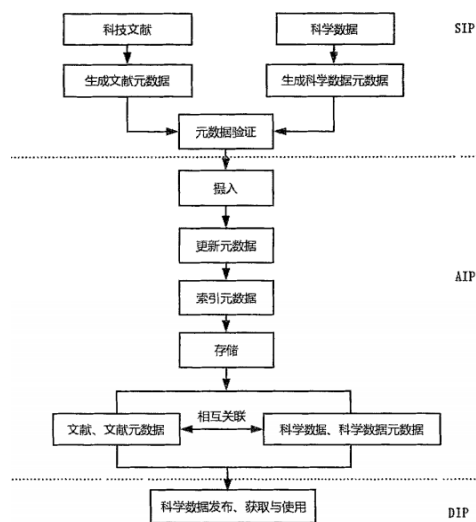 科技文献
科学数据
SIP
生成文献元数据
生成科学数据元数据
元数据验证
摄入
更新元数据
AIP
索引元数据
存储
相互关联
文献、文献元数据
科学数据、科学数据元数据
科学数据发布、获取与使用
DIP